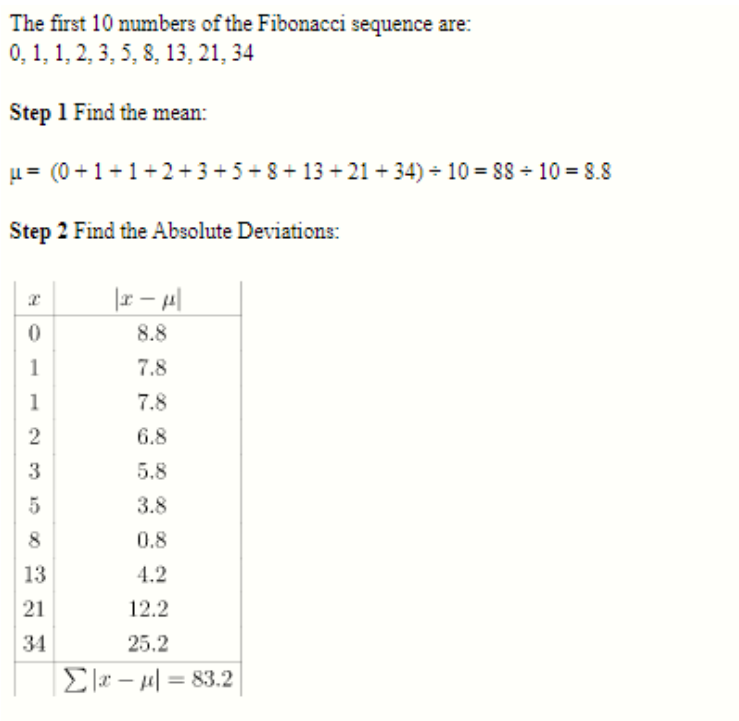 The first 10 numbers of the Fibonacci sequence are:
0, 1, 1, 2, 3, 5, 8, 13, 21, 34
Step 1 Find the mean:
μ = (0 + 1 + 1 + 2 + 3 + 5 + 8 + 13 + 21 + 34) ÷ 10 = 88 ÷ 10 = 8.8
Step 2 Find the Absolute Deviations:
x |x − μ|
0 8.8
1 7.8
1 7.8
2 6.8
3 5.8
5 3.8
8 0.8
13 4.2
21 12.2
34 25.2
∑|x − μ| = 83.2